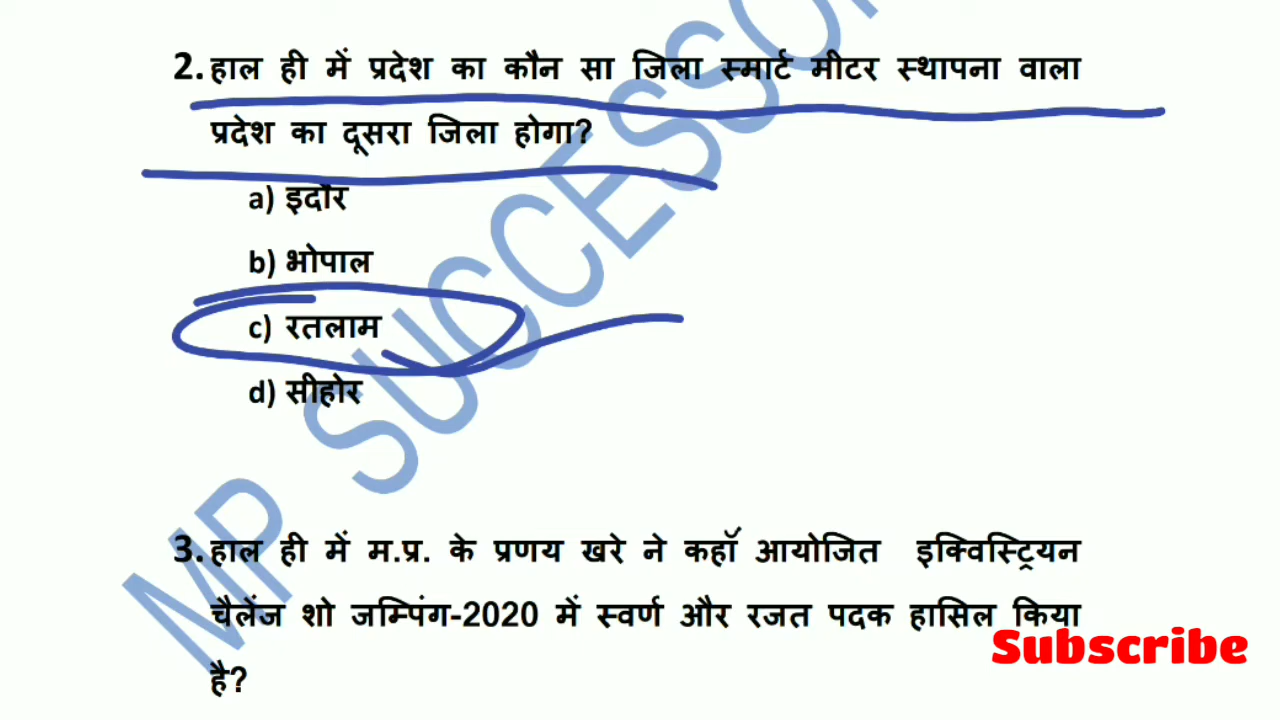 2. हाल ही में प्रदेश का कौन सा जिला स्मार्ट मीटर स्थापना वाला
प्रदेश का दूसरा जिला होगा?
a) इदौर
b) भोपाल
c) रतलाम
d) सीहोर
MP SUCCESSO
3. हाल ही में म.प्र. के प्रणय खरे ने कहाॅं आयोजित इक्विस्ट्रियन
चैलेंज शो जम्पिंग-2020 में स्वर्ण और रजत पदक हासिल किया
है?
Subscribe